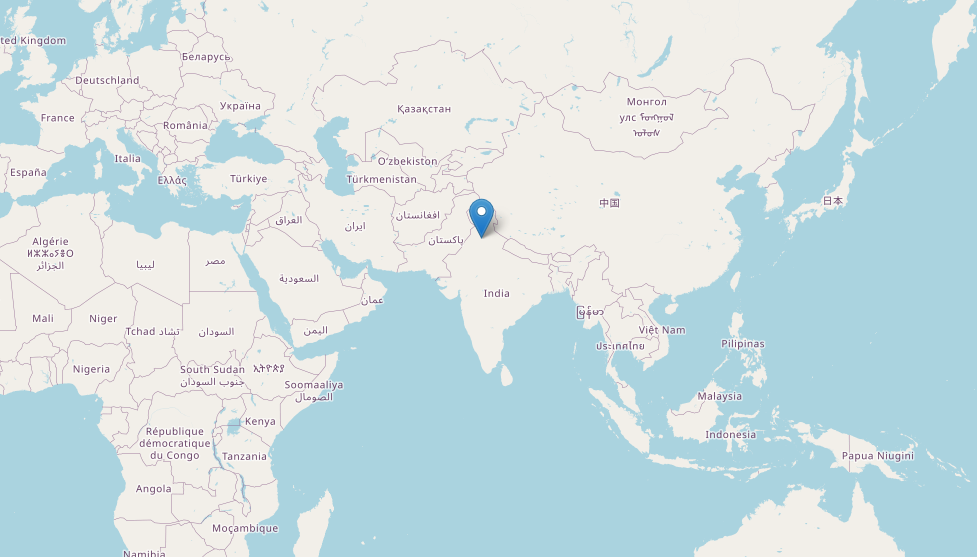 ted Kingdom
Беларусь
Deutschland
Україна
France
România
Italia
España
Ελλάς
Türkiye
Қазақстан
Монгол
улс ᠮᠣᠩᠭᠣᠯ
ᠤᠯᠤᠰ
O‘zbekiston
Türkmenistan
中国
日本
افغانستان
العراق
ایران
پاکستان
Algérie
ⵍⵣⵣⴰⵢⴻⵔ
الجزائر
ليبيا
مصر
السعودية
عمان
India
မြန်မာ
Mali
Niger
Tchad تشاد
السودان
اليمن
Việt Nam
ประเทศไทย
Pilipinas
Nigeria
South Sudan
جنوب السودان
ኢትዮጵያ
Soomaaliya
الصومال
Malaysia
Kenya
République
démocratique
du Congo
Indonesia
Tanzania
Papua Niugini
Angola
Moçambique
Namibia